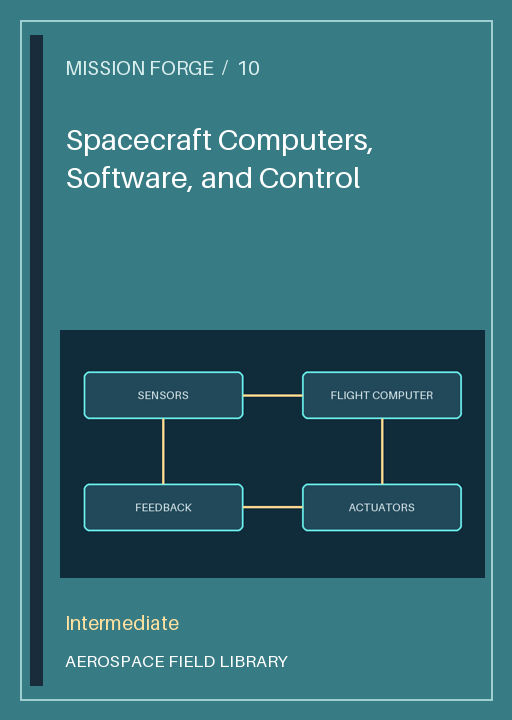 MISSION FORGE / 10
Spacecraft Computers,
Software, and Control
SENSORS
FLIGHT COMPUTER
FEEDBACK
ACTUATORS
Intermediate
AEROSPACE FIELD LIBRARY